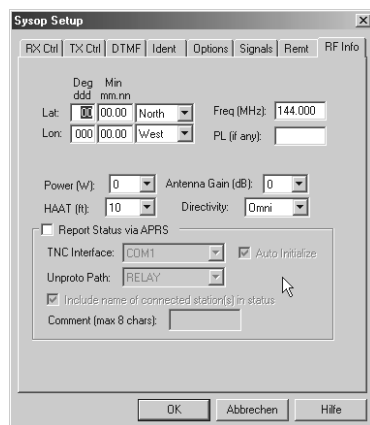 Sysop Setup
RX Ctrl TX Ctrl DTMF Ident Options Signals Remt RF Info
Deg Min
ddd mm.nn
Lat: 00 00.00 North Freq (MHz): 144.000
Lon: 000 00.00 West PL (if any):
Power (W): 0 Antenna Gain (dB): 0
HAAT (ft): 10 Directivity: Omni
Report Status via APRS
TNC Interface: COM1 Auto Initialize
Unproto Path: RELAY
Include name of connected station(s) in status
Comment (max 8 chars):
OK Abbrechen Hilfe